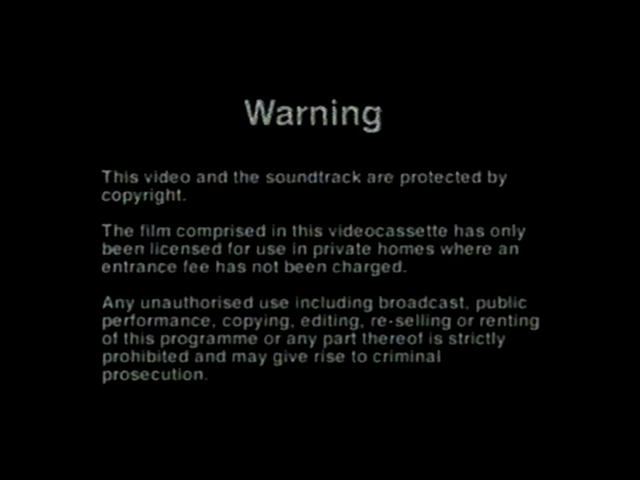 Warning
This video and the soundtrack are protected by
copyright.
The film comprised in this videocassette has only
been licensed for use in private homes where an
entrance fee has not been charged.
Any unauthorised use including broadcast, public
performance, copying, editing, re-selling or renting
of this programme or any part thereof is strictly
prohibited and may give rise to criminal
prosecution.